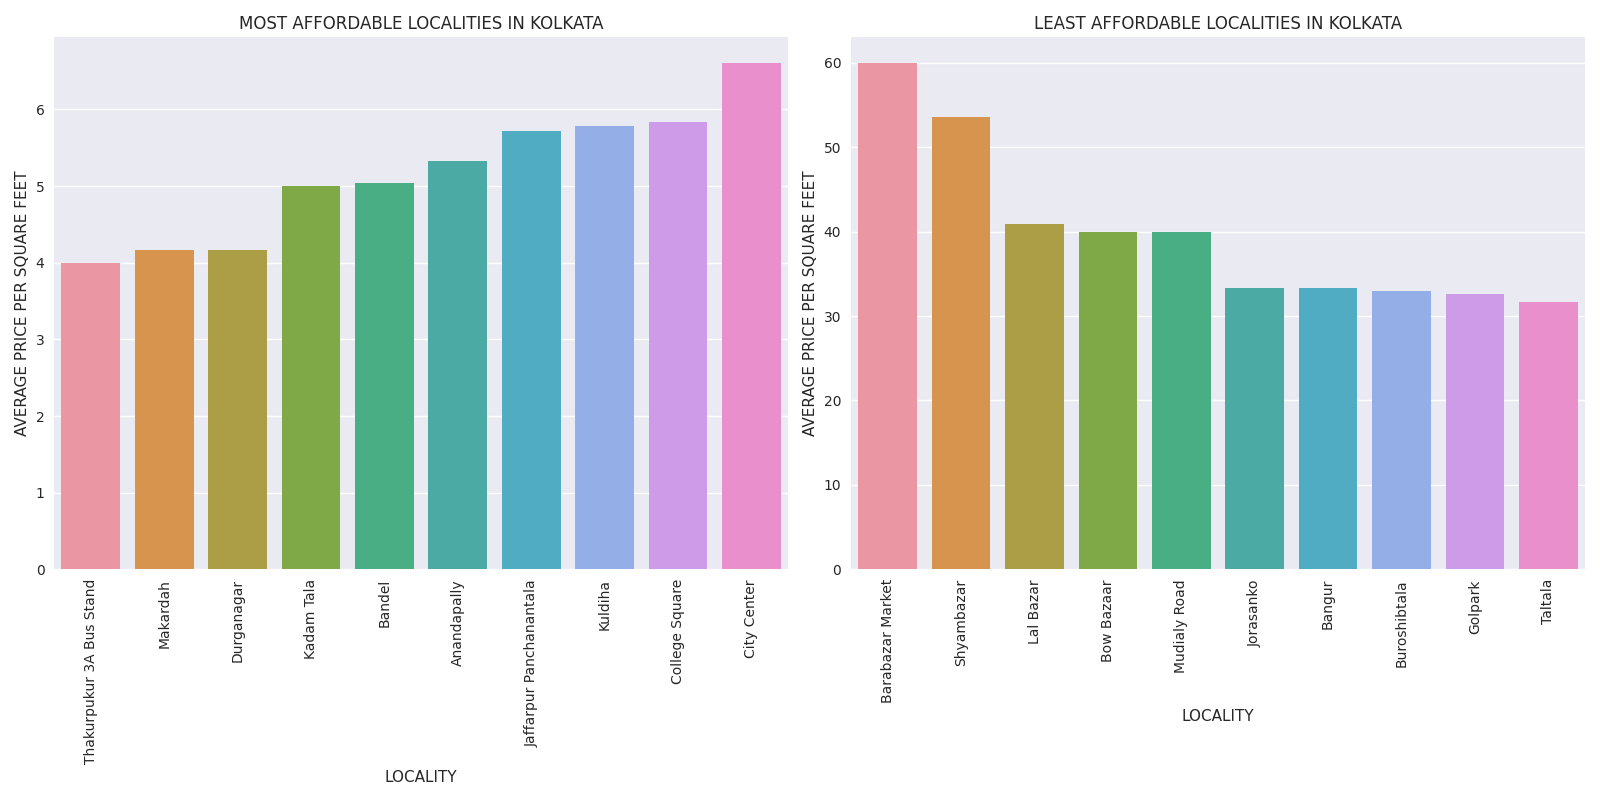 MOST AFFORDABLE LOCALITIES IN KOLKATA
AVERAGE PRICE PER SQUARE FEET
6
5
4
3
2
1
0
Thakurpukur 3A Bus Stand
Makardah
Durganagar
Kadam Tala
Bandel
Anandapally
Jaffarpur Panchanantala
Kuldiha
College Square
City Center
LOCALITY
LEAST AFFORDABLE LOCALITIES IN KOLKATA
AVERAGE PRICE PER SQUARE FEET
60
50
40
30
20
10
0
Barabazar Market
Shyambazar
Lal Bazar
Bow Bazaar
Mudialy Road
Jorasanko
Bangur
Buroshibtala
Golpark
Taltala
LOCALITY